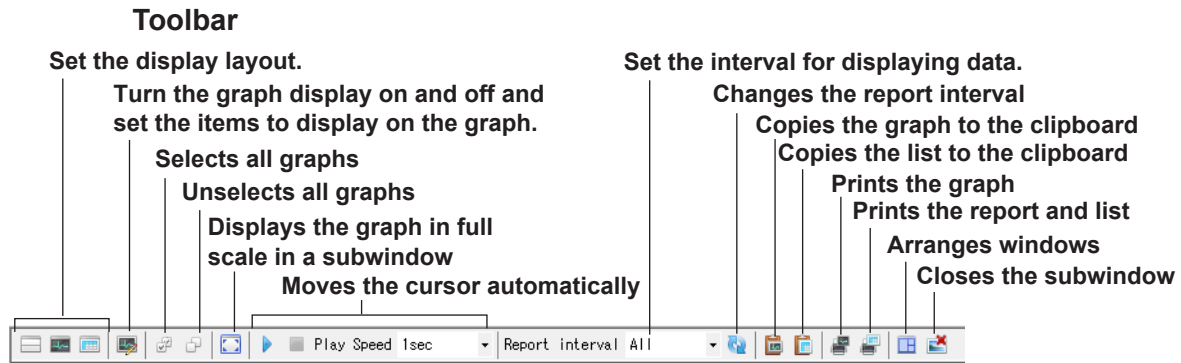 Toolbar
Set the display layout.
Turn the graph display on and off and
set the items to display on the graph.
Selects all graphs
Unselects all graphs
Displays the graph in full
scale in a subwindow
Moves the cursor automatically
Set the interval for displaying data.
Changes the report interval
Copies the graph to the clipboard
Copies the list to the clipboard
Prints the graph
Prints the report and list
Arranges windows
Closes the subwindow
Play Speed 1sec Report interval All